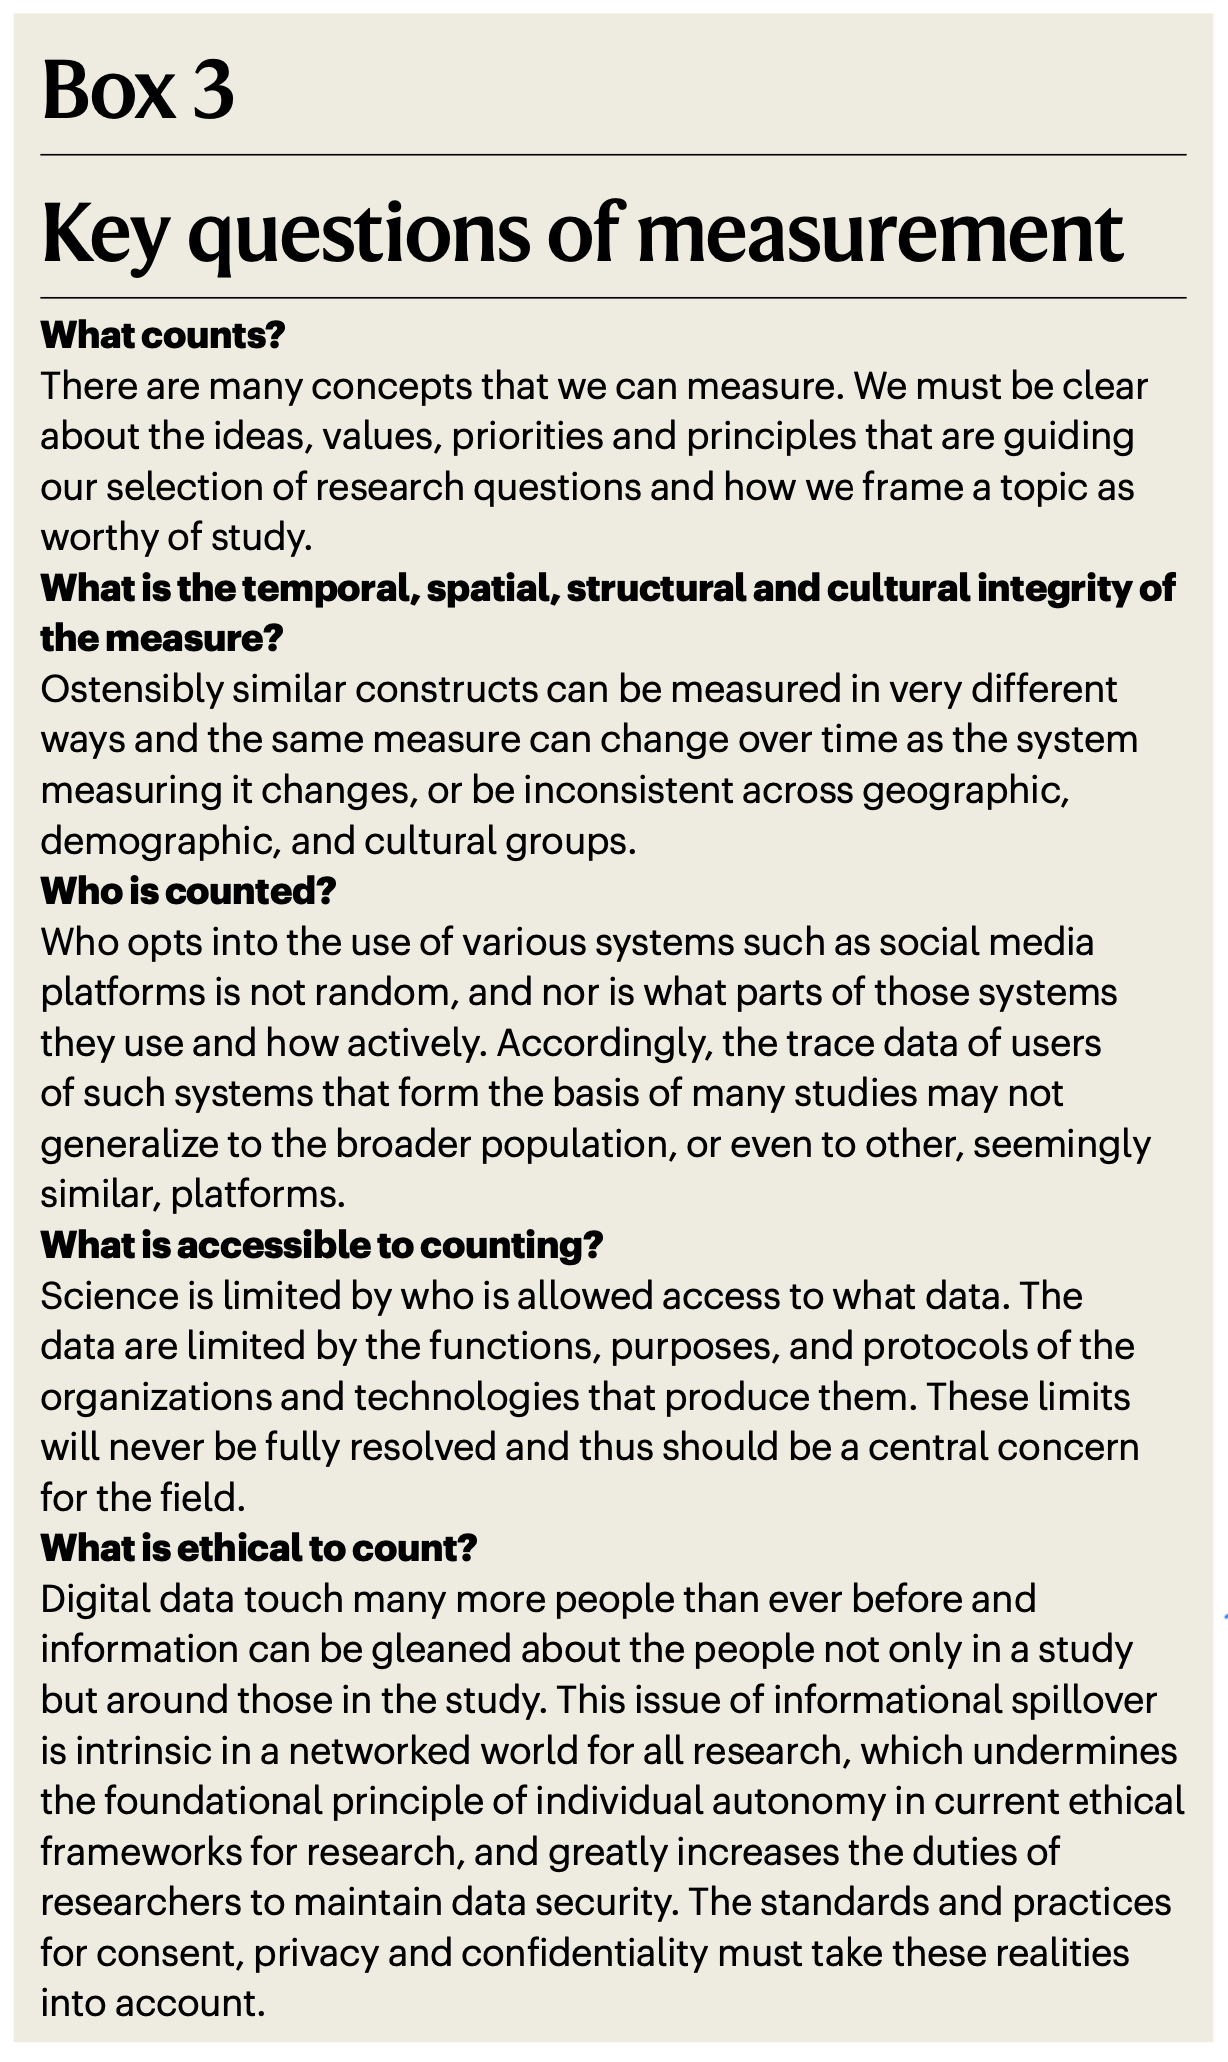 Box 3
Key questions of measurement
What counts?
There are many concepts that we can measure. We must be clear
about the ideas, values, priorities and principles that are guiding
our selection of research questions and how we frame a topic as
worthy of study.
What is the temporal, spatial, structural and cultural integrity of
the measure?
Ostensibly similar constructs can be measured in very different
ways and the same measure can change over time as the system
measuring it changes, or be inconsistent across geographic,
demographic, and cultural groups.
Who is counted?
Who opts into the use of various systems such as social media
platforms is not random, and nor is what parts of those systems
they use and how actively. Accordingly, the trace data of users
of such systems that form the basis of many studies may not
generalize to the broader population, or even to other, seemingly
similar, platforms.
What is accessible to counting?
Science is limited by who is allowed access to what data. The
data are limited by the functions, purposes, and protocols of the
organizations and technologies that produce them. These limits
will never be fully resolved and thus should be a central concern
for the field.
What is ethical to count?
Digital data touch many more people than ever before and
information can be gleaned about the people not only in a study
but around those in the study. This issue of informational spillover
is intrinsic in a networked world for all research, which undermines
the foundational principle of individual autonomy in current ethical
frameworks for research, and greatly increases the duties of
researchers to maintain data security. The standards and practices
for consent, privacy and confidentiality must take these realities
into account.